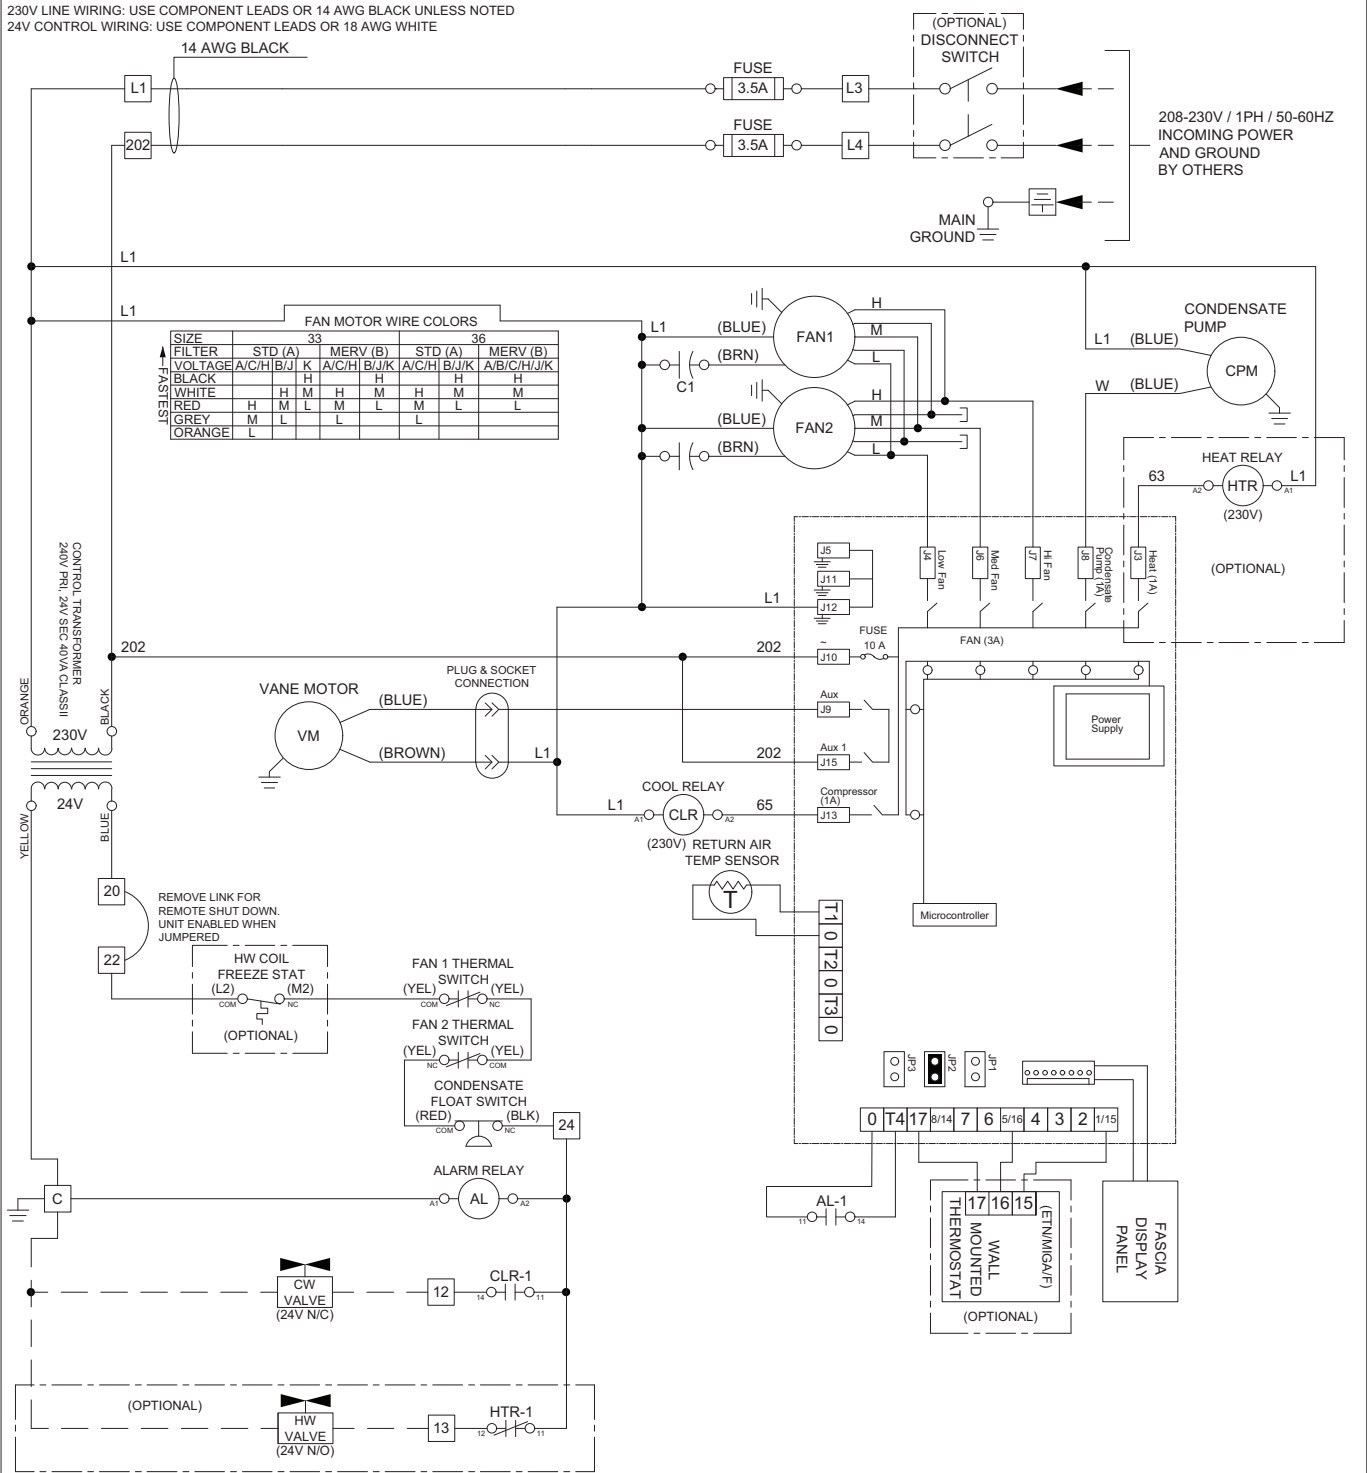 230V LINE WIRING: USE COMPONENT LEADS OR 14 AWG BLACK UNLESS NOTED
24V CONTROL WIRING: USE COMPONENT LEADS OR 18 AWG WHITE
14 AWG BLACK
(OPTIONAL)
DISCONNECT
SWITCH
L1
FUSE
3.5A
L3
202
FUSE
3.5A
L4
208-230V / 1PH / 50-60HZ
INCOMING POWER
AND GROUND
BY OTHERS
MAIN
GROUND
L1
L1
FAN MOTOR WIRE COLORS
SIZE 33 36
FILTER STD (A) MERV (B) STD (A) MERV (B)
VOLTAGE A/C/H B/J K A/C/H B/J/K A/C/H B/J/K A/B/C/H/J/K
BLACK H H H H
WHITE H M H M H M M
RED H M L M L M L L
GREY M L L L
ORANGE L
FASTEST
L1
(BLUE)
FAN1
H
M
L
(BRN)
C1
(BLUE)
FAN2
H
M
L
(BRN)
CONDENSATE
PUMP
L1 (BLUE)
CPM
W (BLUE)
HEAT RELAY
63
A2
HTR
A1
L1
(230V)
(OPTIONAL)
J5
J11
L1
J12
J4
Low Fan
J6
Med Fan
J7
Hi Fan
J8
Condensate
Pump (1A)
J3
Heat (1A)
CONTROL TRANSFORMER
240V PRI, 24V SEC 40VA CLASSII
202
202
~
J10
FUSE
10 A
FAN (3A)
ORANGE
BLACK
230V
24V
YELLOW
BLUE
VANE MOTOR
VM
(BLUE)
(BROWN)
PLUG & SOCKET
CONNECTION
L1
Aux
J9
202
Aux 1
J15
Power
Supply
COOL RELAY
L1
A1
CLR
A2
65
(230V)
Compressor
(1A)
J13
RETURN AIR
TEMP SENSOR
T
T1
0
T2
0
T3
0
Microcontroller
20
22
REMOVE LINK FOR
REMOTE SHUT DOWN.
UNIT ENABLED WHEN
JUMPERED
HW COIL
FREEZE STAT
(L2) (M2)
COM NC
(OPTIONAL)
FAN 1 THERMAL
SWITCH
(YEL) (YEL)
COM NC
FAN 2 THERMAL
SWITCH
(YEL) (YEL)
NC COM
CONDENSATE
FLOAT SWITCH
(RED) (BLK)
COM NC
24
JP3
JP2
JP1
0 T4 17 8/14 7 6 5/16 4 3 2 1/15
ALARM RELAY
C
A1
AL
A2
AL-1
11
14
17 16 15
WALL
MOUNTED
THERMOSTAT
(ETN/MIGA/F)
(OPTIONAL)
FASCIA
DISPLAY
PANEL
CW
VALVE
(24V N/C)
12
CLR-1
14
11
(OPTIONAL)
HW
VALVE
(24V N/O)
13
HTR-1
12
11